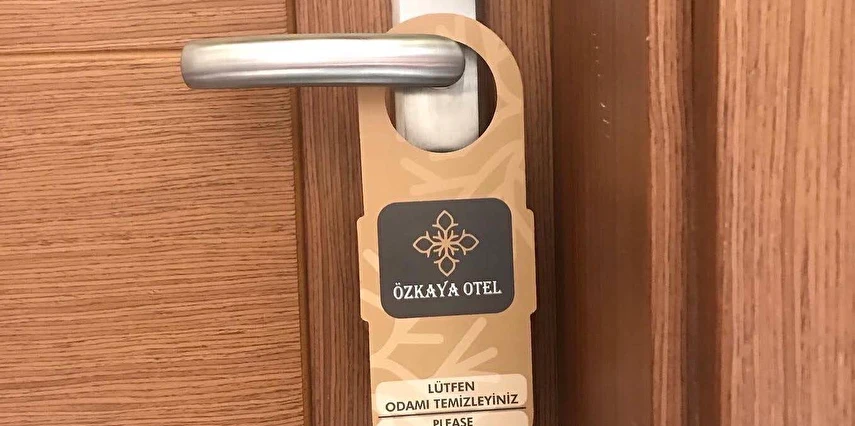 ÖZKAYA OTEL
LÜTFEN
ODAMI TEMİZLEYİNİZ
PLEASE